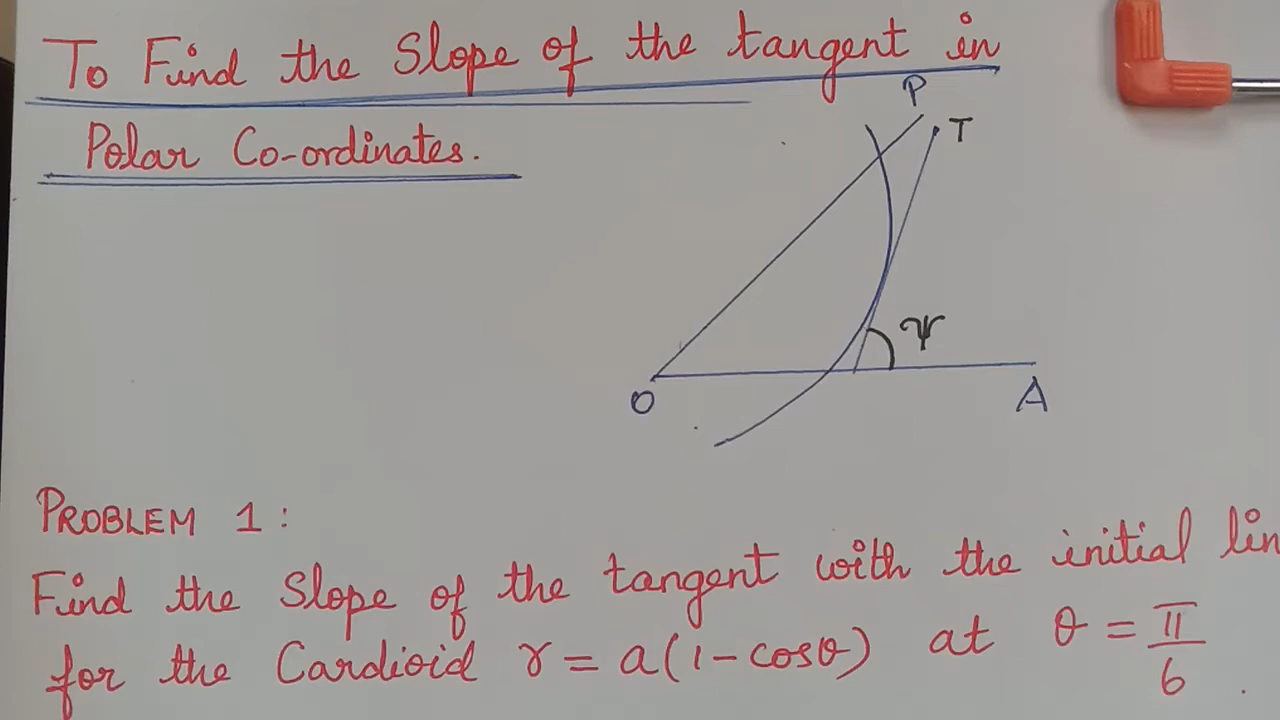 To Find the Slope of the tangent in
Polar Co-ordinates.
P
T
ψ
O
A
PROBLEM 1:
Find the Slope of the tangent with the initial lin
for the Cardioid r = a(1-cosθ) at θ = π/6.